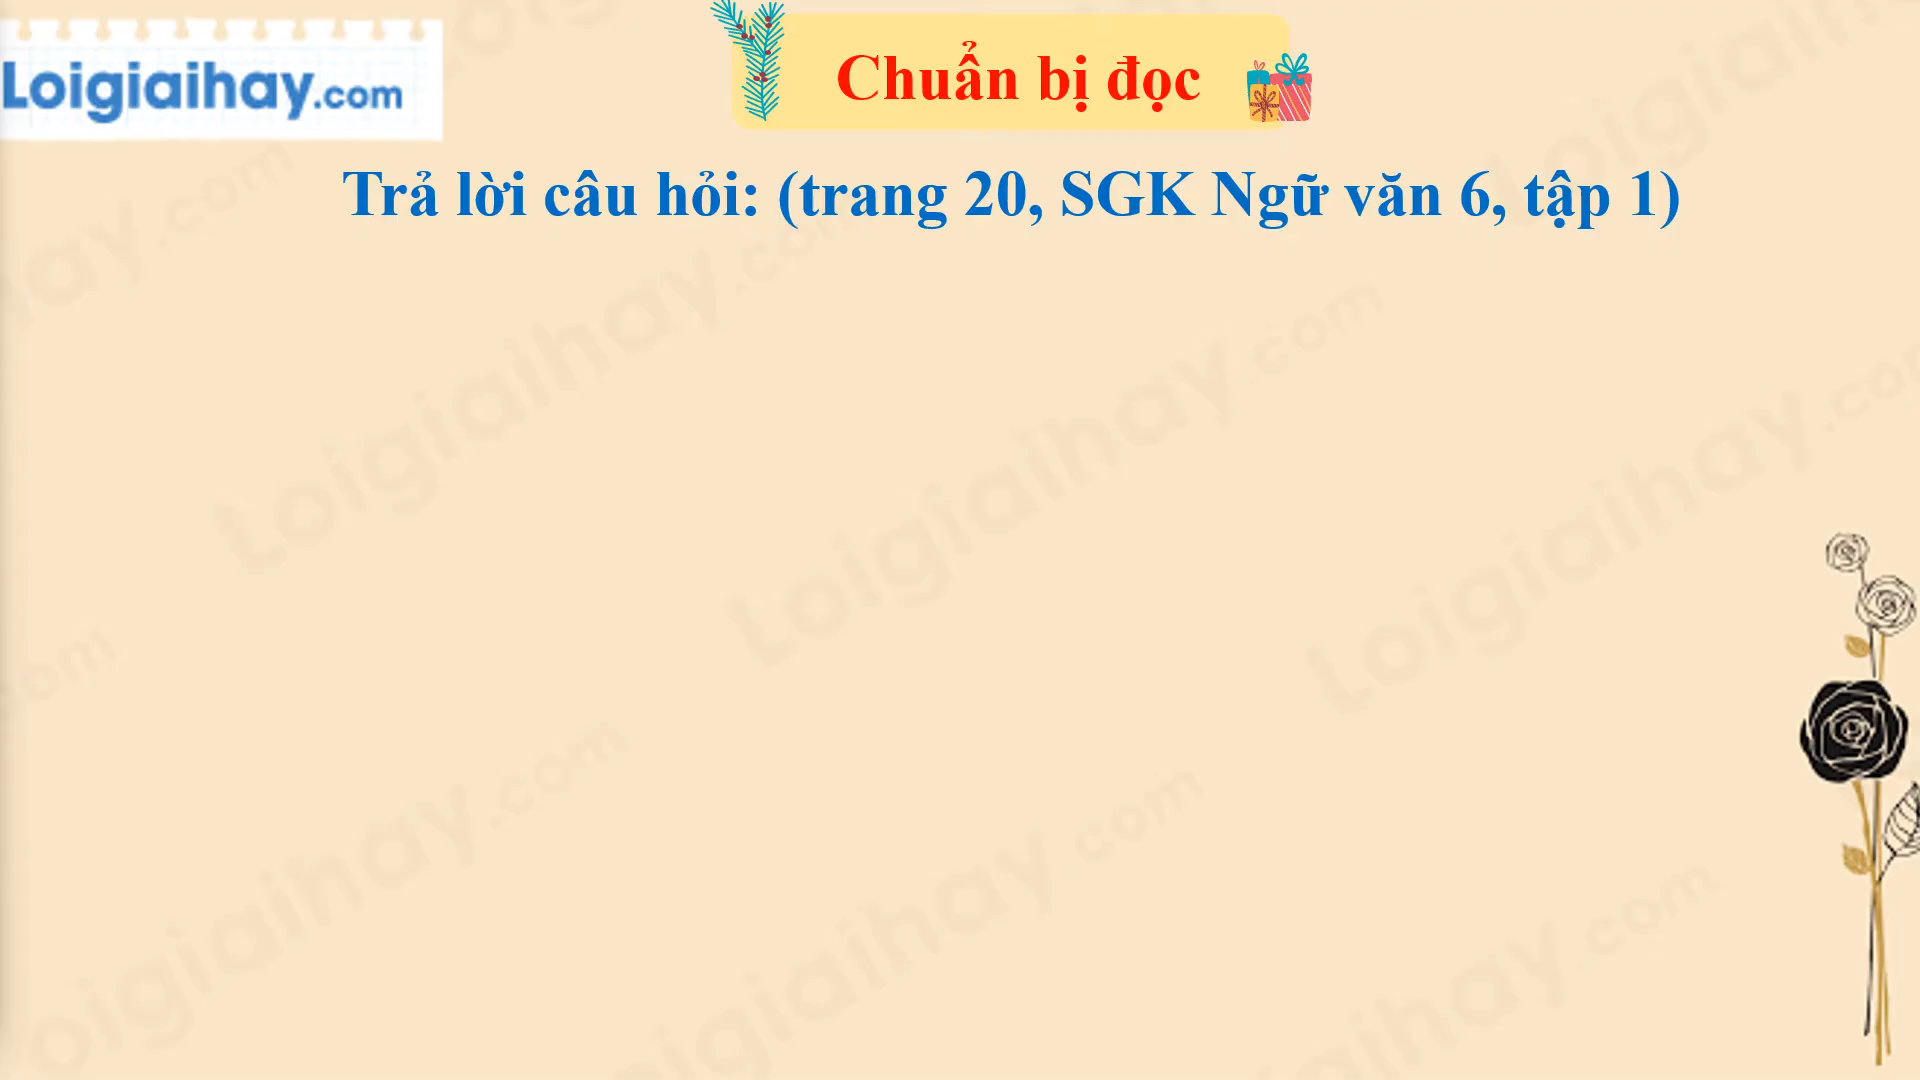 Loigiaihay.com
Chuẩn bị đọc
Trả lời câu hỏi: (trang 20, SGK Ngữ văn 6, tập 1)